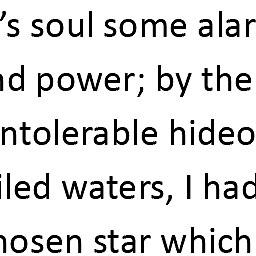 's soul some alar
nd power; by the
ntolerable hideo
iled waters, I had
hosen star which